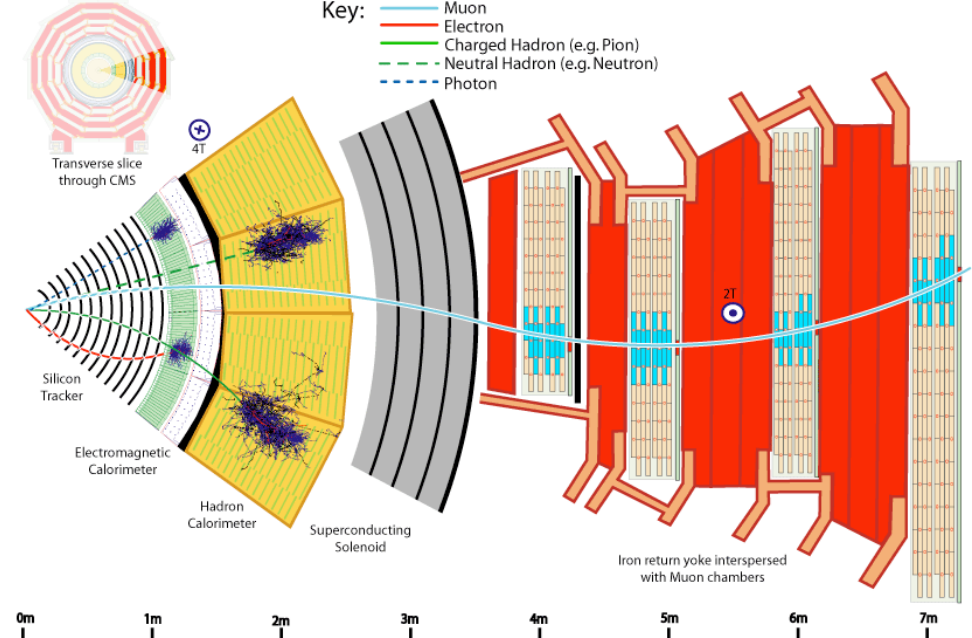 Key:
Muon
Electron
Charged Hadron (e.g. Pion)
Neutral Hadron (e.g. Neutron)
Photon
Transverse slice
through CMS
4T
2T
Silicon
Tracker
Electromagnetic
Calorimeter
Hadron
Calorimeter
Superconducting
Solenoid
Iron return yoke interspersed
with Muon chambers
0m
1m
2m
3m
4m
5m
6m
7m